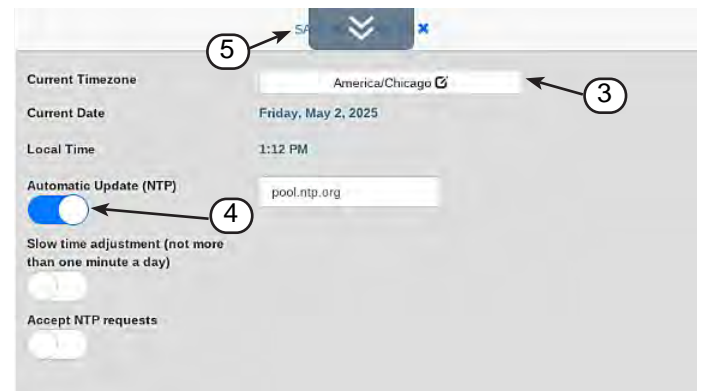 5
Current Timezone
America/Chicago
3
Current Date
Friday, May 2, 2025
Local Time
1:12 PM
Automatic Update (NTP)
pool.ntp.org
4
Slow time adjustment (not more
than one minute a day)
Accept NTP requests